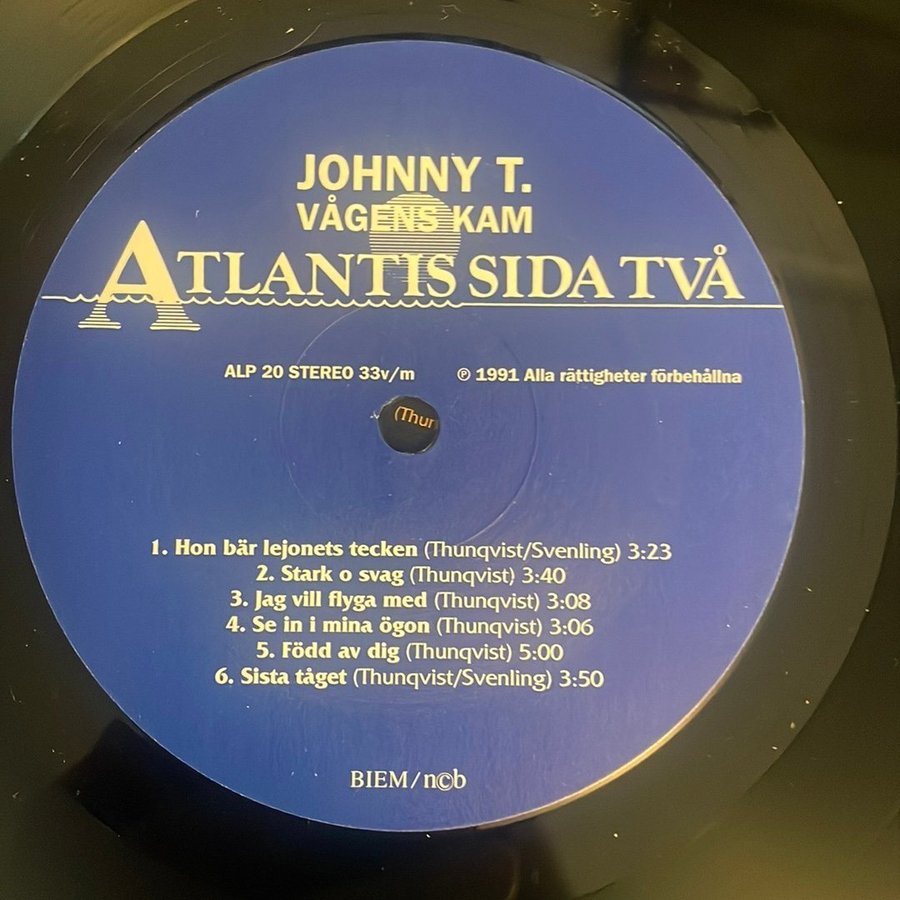 JOHNNY T.
VÅGENS KAM
ATLANTIS SIDA TVÅ
ALP 20 STEREO 33v/m ℗ 1991 Alla rättigheter förbehållna
(Thun
1. Hon bär lejonets tecken (Thunqvist/Svenling) 3:23
2. Stark o svag (Thunqvist) 3:40
3. Jag vill flyga med (Thunqvist) 3:08
4. Se in i mina ögon (Thunqvist) 3:06
5. Född av dig (Thunqvist) 5:00
6. Sista tåget (Thunqvist/Svenling) 3:50
BIEM/n©b